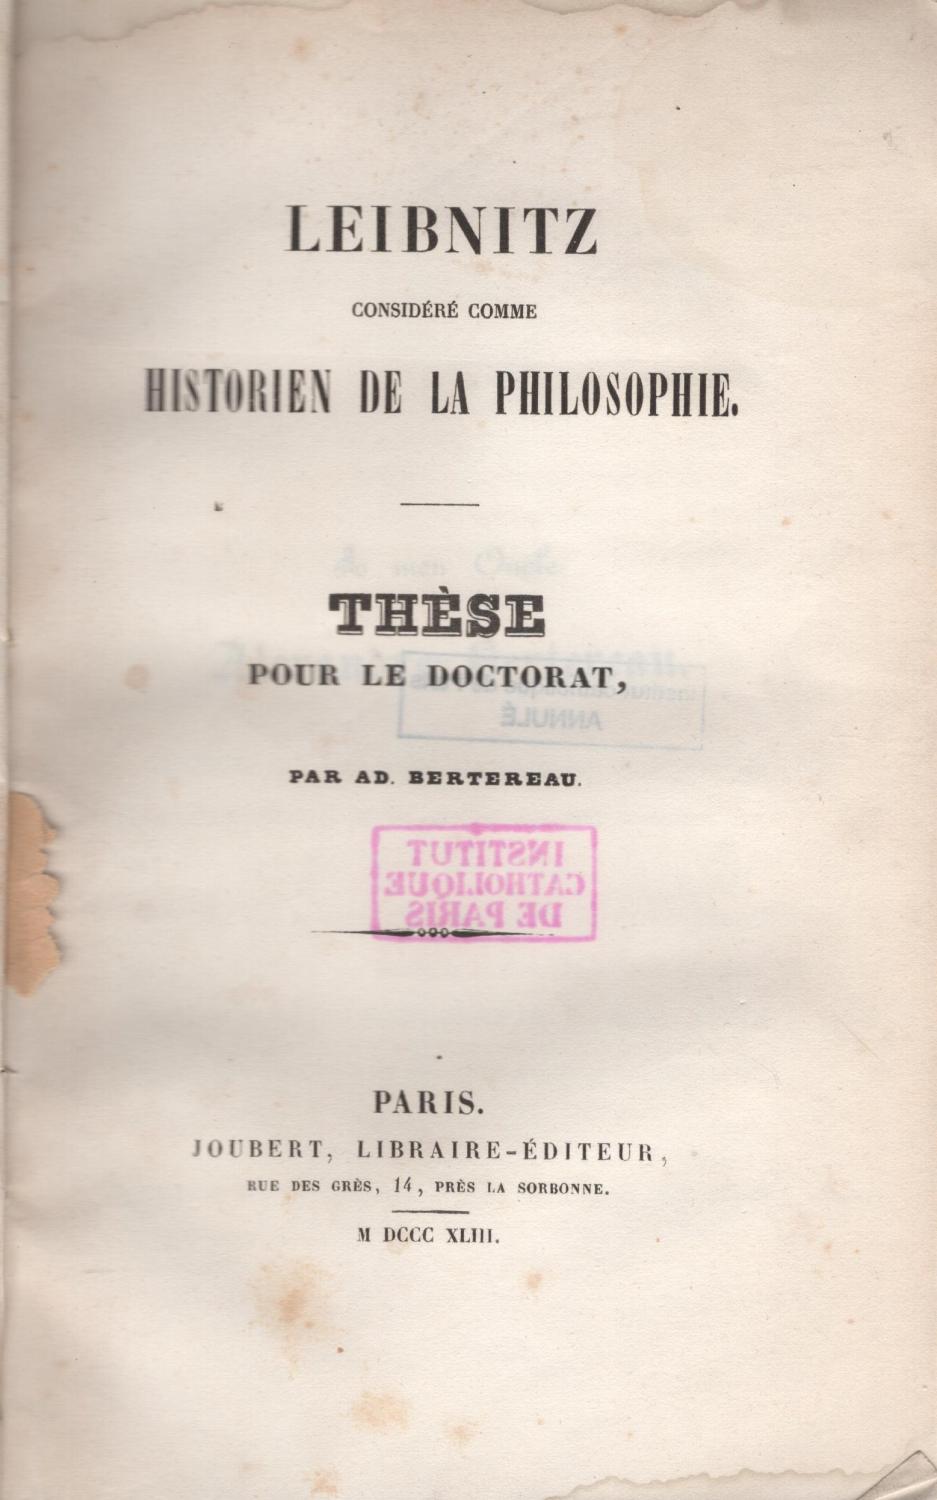 LEIBNITZ
CONSIDÉRÉ COMME
HISTORIEN DE LA PHILOSOPHIE.
THÈSE
POUR LE DOCTORAT,
ANNULÉ
PAR AD. BERTEREAU.
INSTITUT
CATHOLIQUE
DE PARIS
PARIS.
JOUBERT, LIBRAIRE-ÉDITEUR,
RUE DES GRÈS, 14, PRÈS LA SORBONNE.
M DCCC XLIII.